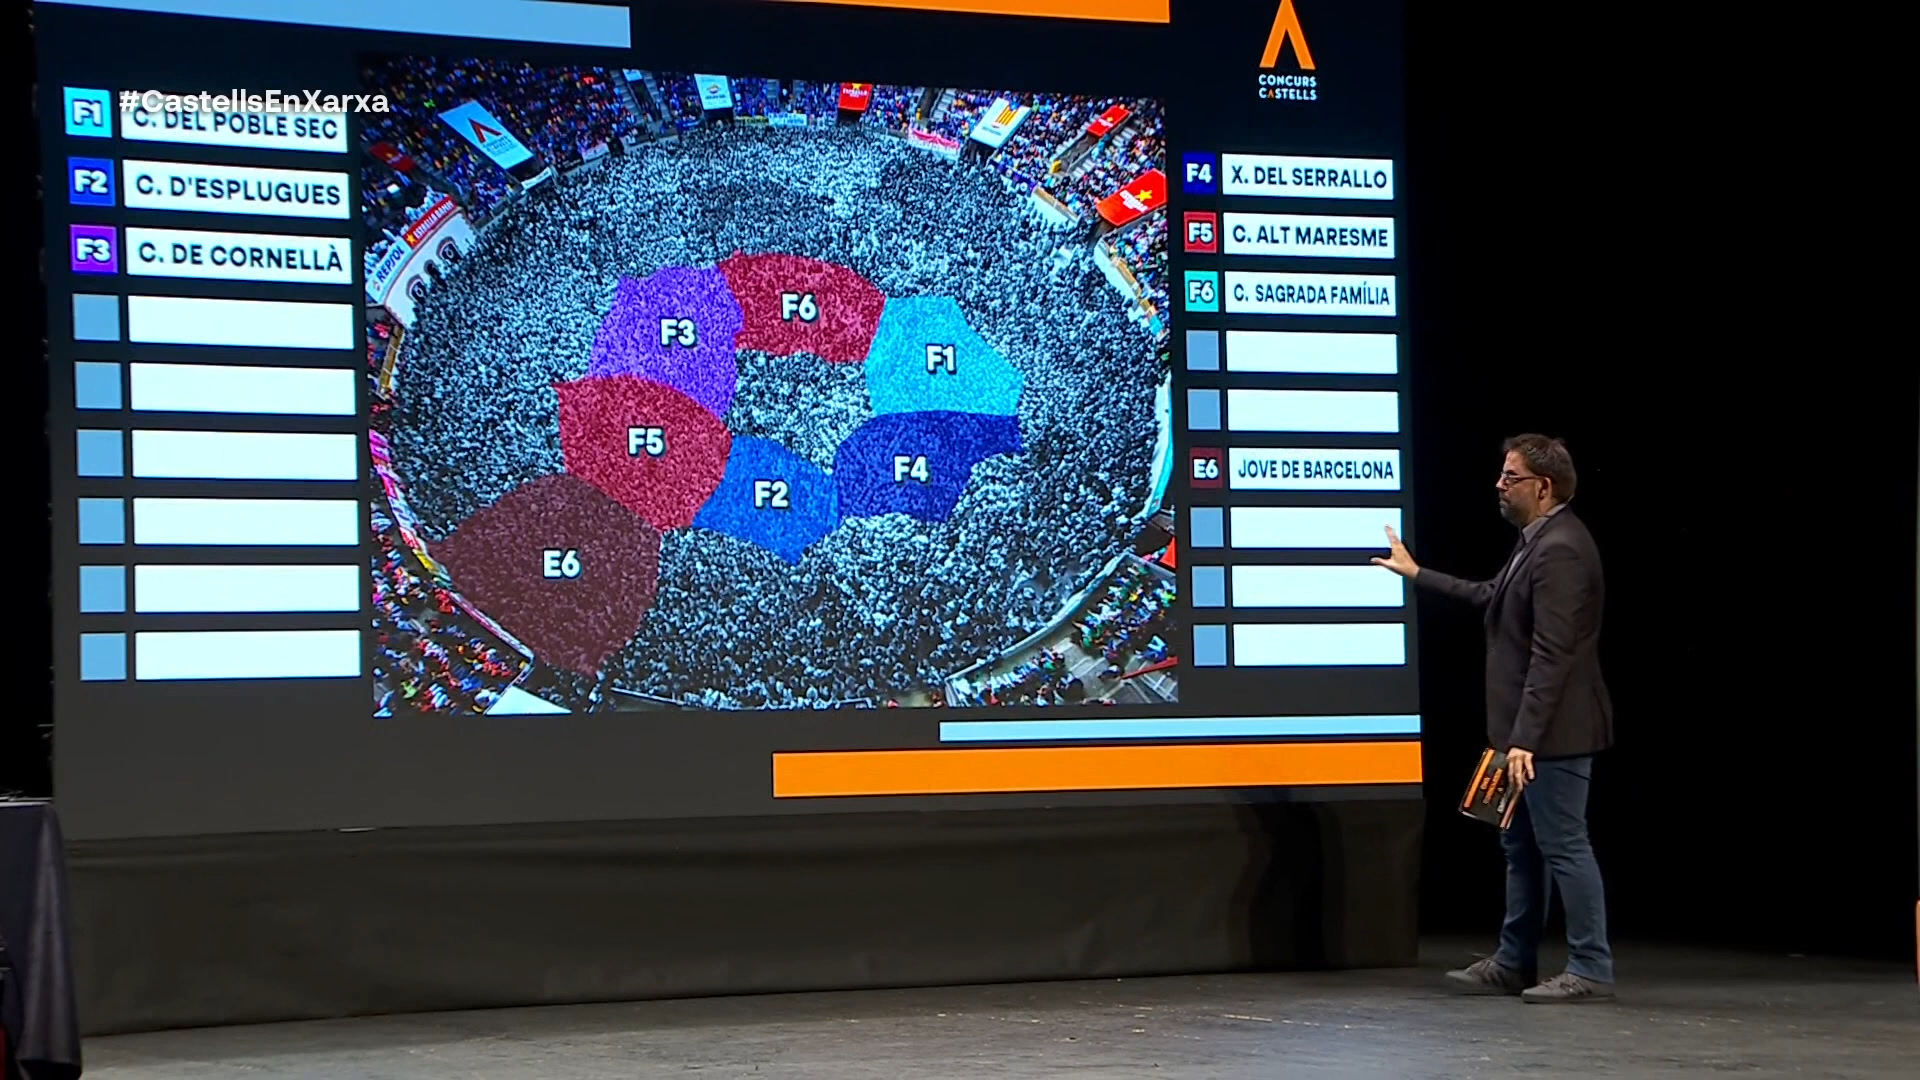 #CastellsEnXarxa
F1 C. DEL POBLE SEC
F2 C. D'ESPLUGUES
F3 C. DE CORNELLÀ
CONCURS
CASTELLS
F4 X. DEL SERRALLO
F5 C. ALT MARESME
F6 C. SAGRADA FAMÍLIA
E6 JOVE DE BARCELONA
F3
F6
F1
F5
F2
F4
E6